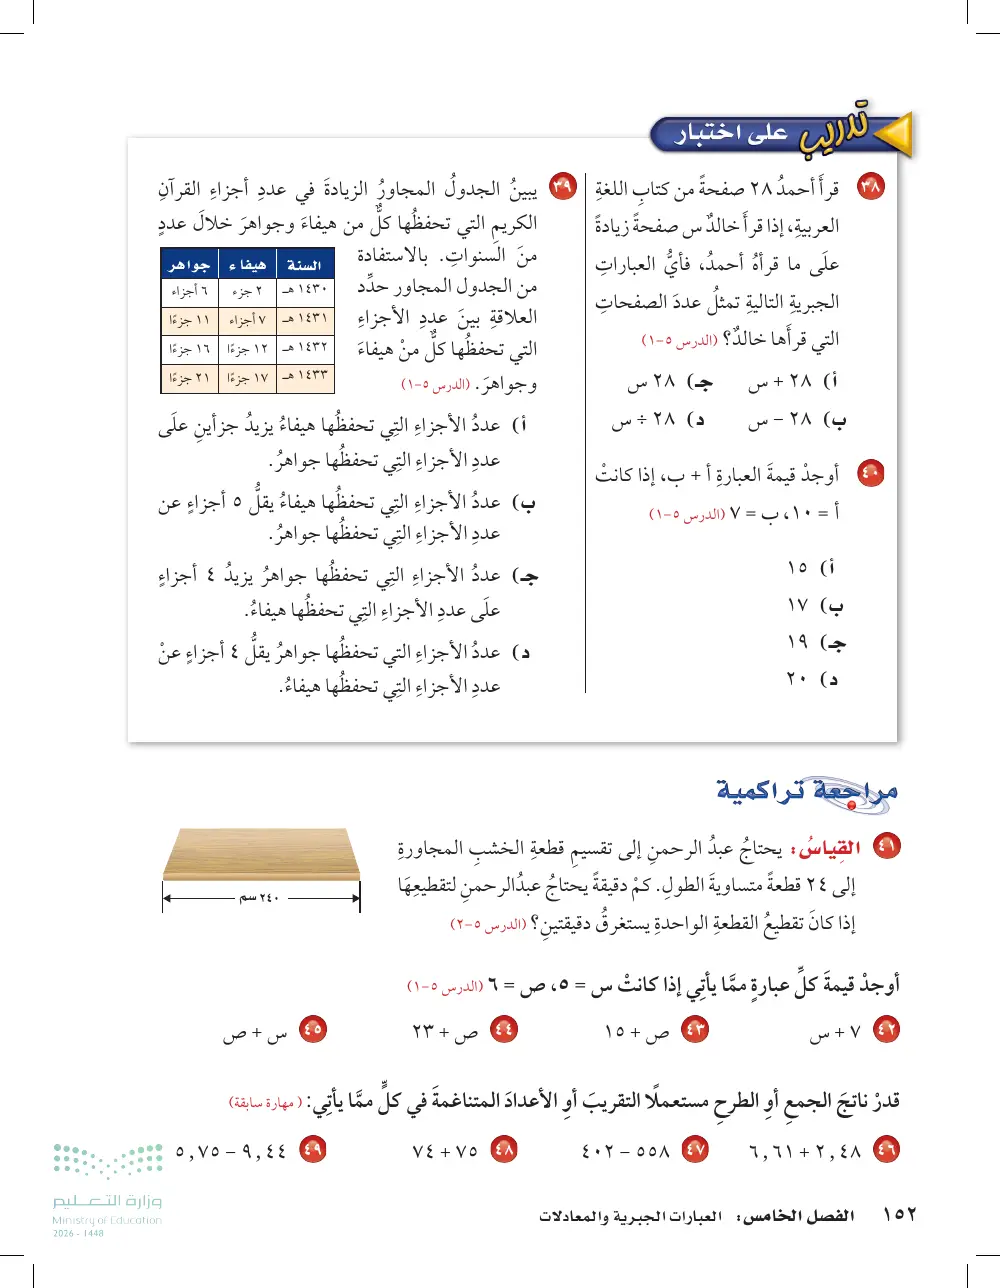 تدريب على اختبار
٣٨ قرأَ أحمدُ ٢٨ صفحةً من كتابِ اللغةِ
العربيةِ، إذا قرأَ خالدٌ س صفحةً زيادةً
علَى ما قرأهُ أحمدُ، فأيُّ العباراتِ
الجبريةِ التاليةِ تمثلُ عددَ الصفحاتِ
التي قرأَها خالدٌ؟ (الدرس ٥-١)
أ) ٢٨ + س جـ) ٢٨ س
ب) ٢٨ – س د) ٢٨ ÷ س
٤٠ أوجدْ قيمةَ العبارةِ أ + ب، إذا كانتْ
أ = ١٠، ب = ٧ (الدرس ٥-١)
أ) ١٥
ب) ١٧
جـ) ١٩
د) ٢٠
٣٩ يبينُ الجدولُ المجاورُ الزيادةَ في عددِ أجزاءِ القرآنِ
الكريمِ التي تحفظُها كلٌّ من هيفاءَ وجواهرَ خلالَ عددٍ
منَ السنواتِ. بالاستفادة
من الجدول المجاور حدِّد
العلاقةِ بينَ عددِ الأجزاءِ
التي تحفظُها كلٌّ منْ هيفاءَ
وجواهرَ. (الدرس ٥-١)
السنة هيفاء جواهر
١٤٣٠ هـ ٢ جزء ٦ أجزاء
١٤٣١ هـ ٧ أجزاء ١١ جزءًا
١٤٣٢ هـ ١٢ جزءًا ١٦ جزءًا
١٤٣٣ هـ ١٧ جزءًا ٢١ جزءًا
أ) عددُ الأجزاءِ التِي تحفظُها هيفاءُ يزيدُ جزأينِ علَى
عددِ الأجزاءِ التِي تحفظُها جواهرُ.
ب) عددُ الأجزاءِ التِي تحفظُها هيفاءُ يقلُّ ٥ أجزاءٍ عن
عددِ الأجزاءِ التِي تحفظُها جواهرُ.
جـ) عددُ الأجزاءِ التِي تحفظُها جواهرُ يزيدُ ٤ أجزاءٍ
علَى عددِ الأجزاءِ التِي تحفظُها هيفاءُ.
د) عددُ الأجزاءِ التي تحفظُها جواهرُ يقلُّ ٤ أجزاءٍ عنْ
عددِ الأجزاءِ التِي تحفظُها هيفاءُ.
مراجعة تراكمية
٤١ القِياسُ: يحتاجُ عبدُ الرحمنِ إلى تقسيمِ قطعةِ الخشبِ المجاورةِ
إلى ٢٤ قطعةً متساويةَ الطولِ. كمْ دقيقةً يحتاجُ عبدُالرحمنِ لتقطيعِهَا
إذا كانَ تقطيعُ القطعةِ الواحدةِ يستغرقُ دقيقتينِ؟ (الدرس ٥-٢)
٢٤٠ سم
أوجدْ قيمةَ كلِّ عبارةٍ ممَّا يأتِي إذا كانتْ س = ٥، ص = ٦ (الدرس ٥-١)
٤٢ ٧ + س ٤٣ ص + ١٥ ٤٤ ص + ٢٣ ٤٥ س + ص
قدرْ ناتجَ الجمعِ أوِ الطرحِ مستعملًا التقريبَ أوِ الأعدادَ المتناغمةَ في كلٍّ ممَّا يأتِي: (مهارة سابقة)
٤٦ ٢,٤٨ + ٦,٦١ ٤٧ ٥٥٨ – ٤٠٢ ٤٨ ٧٥ + ٧٤ ٤٩ ٩,٤٤ – ٥,٧٥
وزارة التعليم
Ministry of Education
2026 - 1448
١٥٢ الفصل الخامس: العبارات الجبرية والمعادلات